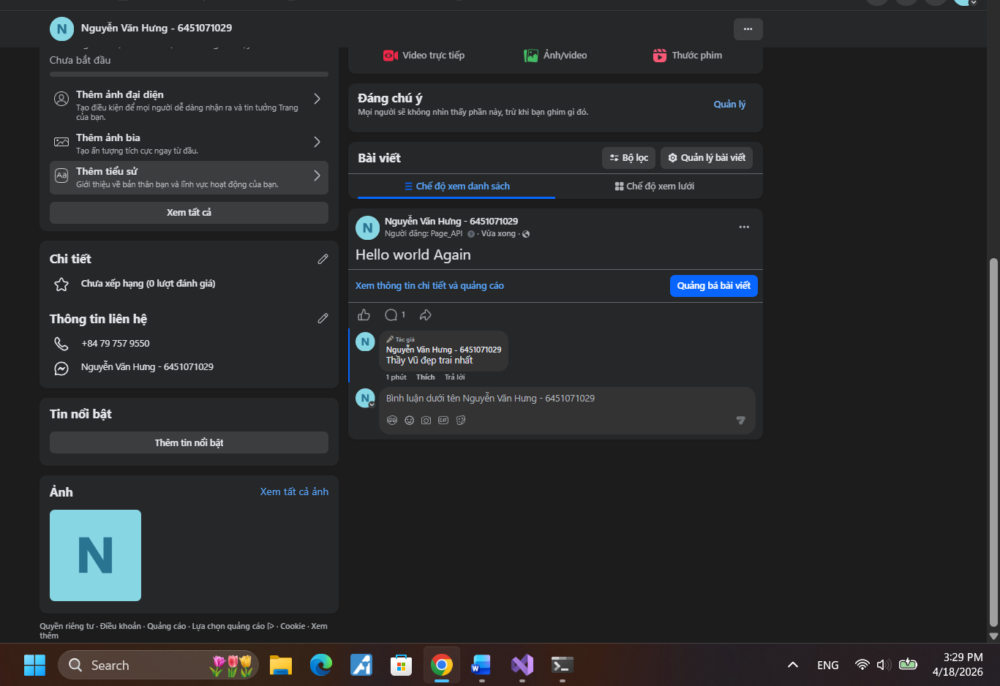 Nguyễn Văn Hưng - 6451071029
Chưa bắt đầu
Thêm ảnh đại diện
Tạo điều kiện để mọi người dễ dàng nhận ra và tin tưởng Trang
của bạn.
Thêm ảnh bìa
Tạo ấn tượng tích cực ngay từ đầu.
Aa
Thêm tiểu sử
Giới thiệu về bản thân bạn và lĩnh vực hoạt động của bạn.
Xem tất cả
Chi tiết
Chưa xếp hạng (0 lượt đánh giá)
Thông tin liên hệ
+84 79 757 9550
Nguyễn Văn Hưng - 6451071029
Tin nổi bật
Thêm tin nổi bật
Ảnh
Xem tất cả ảnh
N
Quyền riêng tư · Điều khoản · Quảng cáo · Lựa chọn quảng cáo · Cookie · Xem
thêm
Video trực tiếp
Ảnh/video
Thước phim
Đáng chú ý
Mọi người sẽ không nhìn thấy phần này, trừ khi bạn ghim gì đó.
Quản lý
Bài viết
Bộ lọc
Quản lý bài viết
Chế độ xem danh sách
Chế độ xem lưới
N
Nguyễn Văn Hưng - 6451071029
Người đăng: Page_API · Vừa xong ·
Hello world Again
Xem thông tin chi tiết và quảng cáo
Quảng bá bài viết
1
N
Tác giả
Nguyễn Văn Hưng - 6451071029
Thầy Vũ đẹp trai nhất
1 phút Thích Trả lời
N
Bình luận dưới tên Nguyễn Văn Hưng - 6451071029
GIF
Search
ENG
3:29 PM
4/18/2026